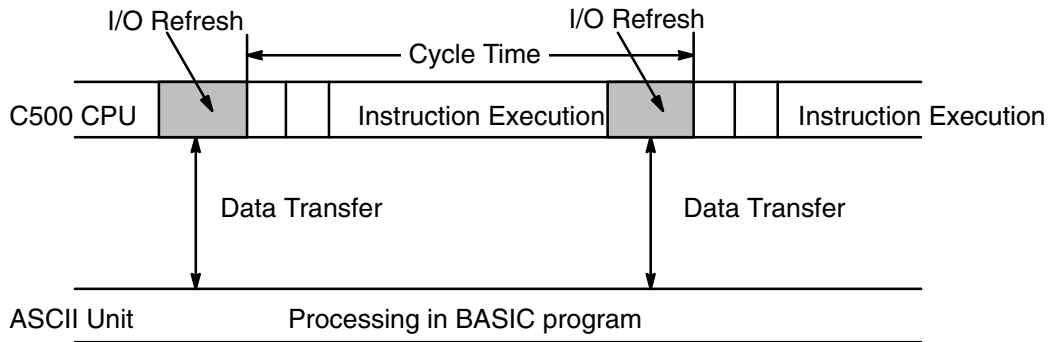 I/O Refresh
I/O Refresh
Cycle Time
C500 CPU
Instruction Execution
Instruction Execution
Data Transfer
Data Transfer
ASCII Unit
Processing in BASIC program